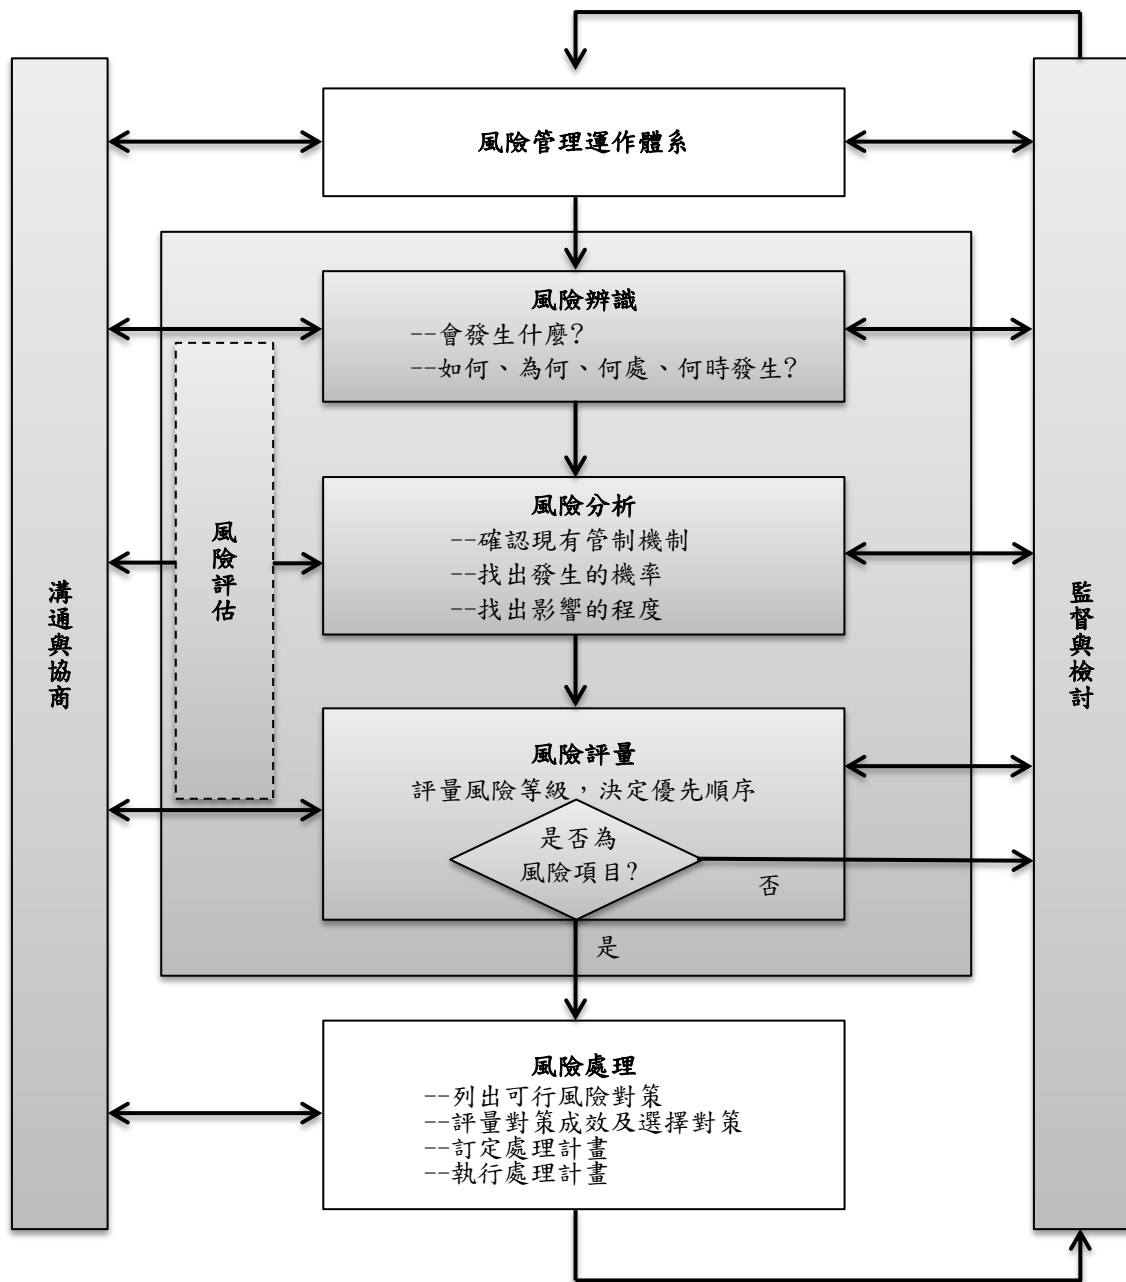 風險管理運作體系
風險辨識
--會發生什麼?
--如何、為何、何處、何時發生?
風險分析
--確認現有管制機制
--找出發生的機率
--找出影響的程度
風險評估
溝通與協商
監督與檢討
風險評量
評量風險等級,決定優先順序
是否為
風險項目?
否
是
風險處理
--列出可行風險對策
--評量對策成效及選擇對策
--訂定處理計畫
--執行處理計畫